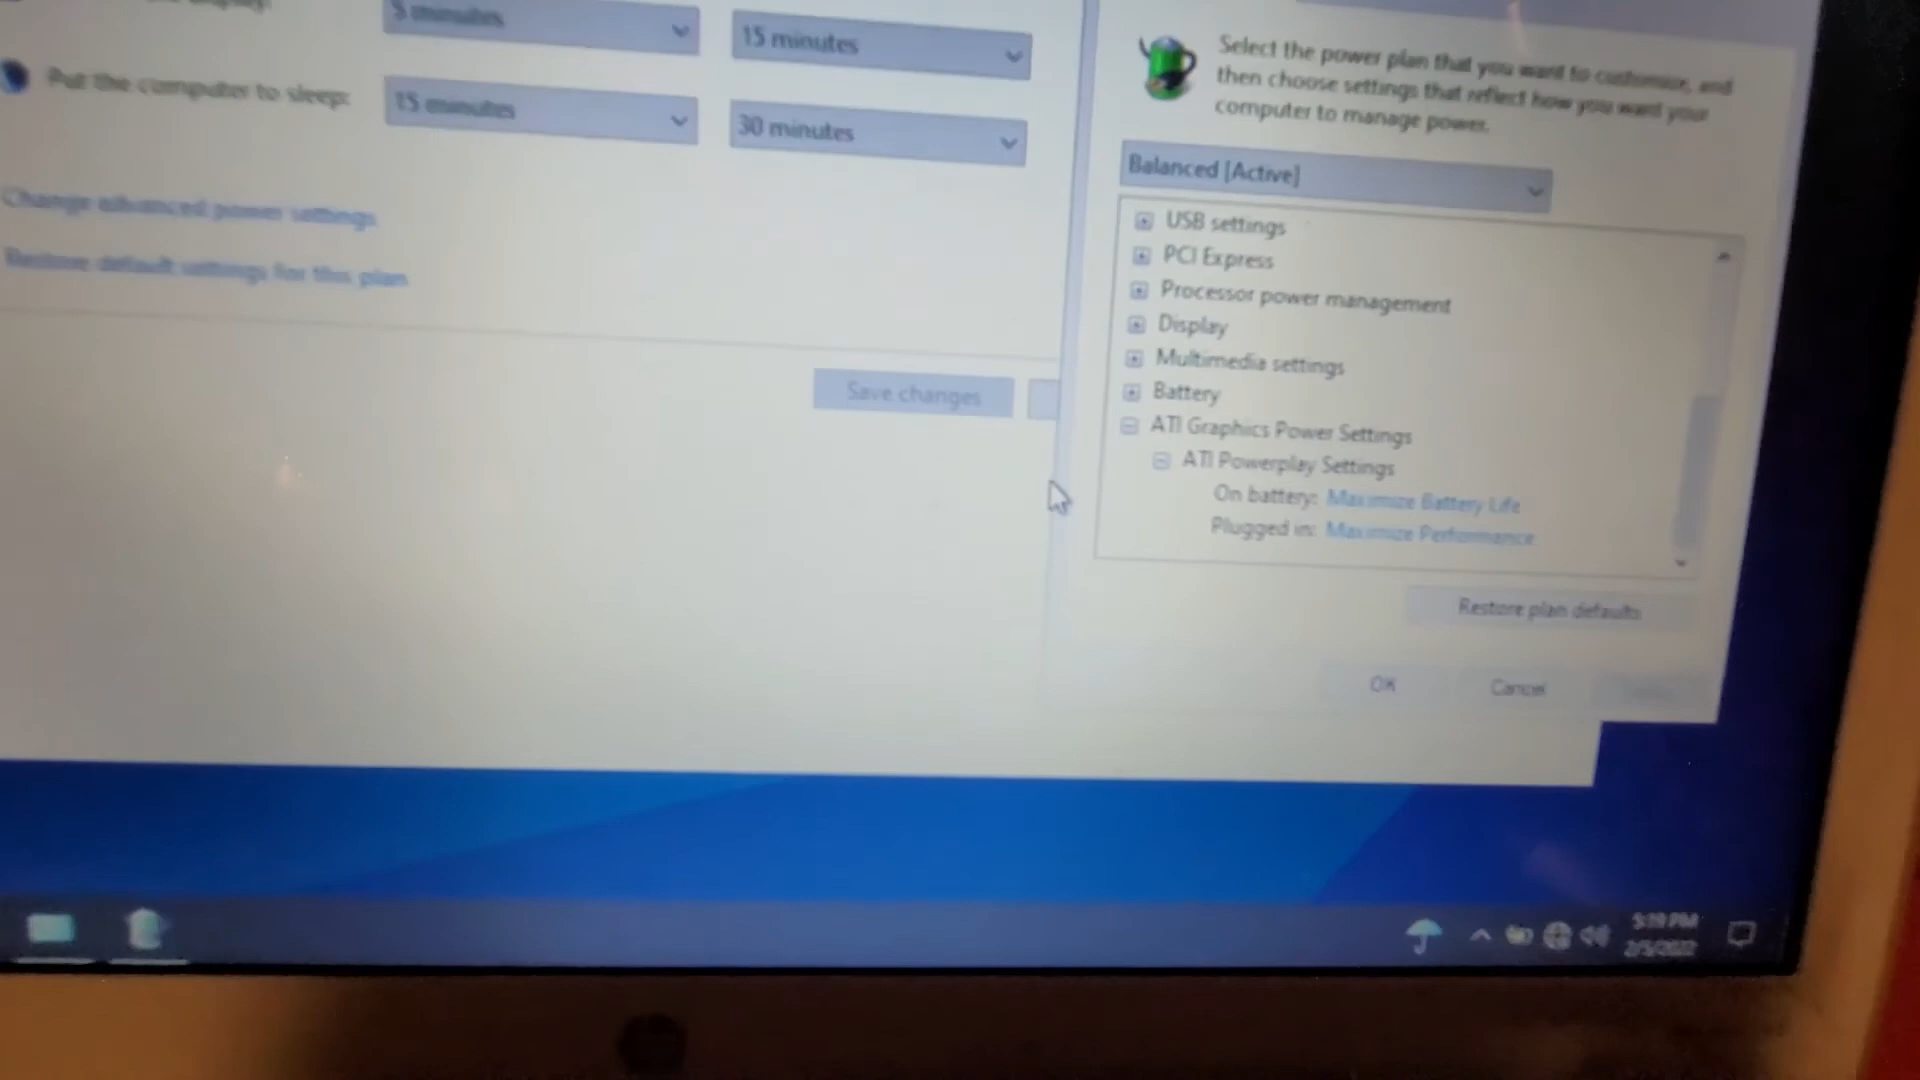 display:
5 minutes
15 minutes
Put the computer to sleep:
15 minutes
30 minutes
Change advanced power settings
Restore default settings for this plan
Save changes
Select the power plan that you want to customize, and
then choose settings that reflect how you want your
computer to manage power.
Balanced [Active]
USB settings
PCI Express
Processor power management
Display
Multimedia settings
Battery
ATI Graphics Power Settings
ATI Powerplay Settings
On battery: Maximize Battery Life
Plugged in: Maximize Performance
Restore plan defaults
OK
Cancel
5:19 PM
2/5/2022